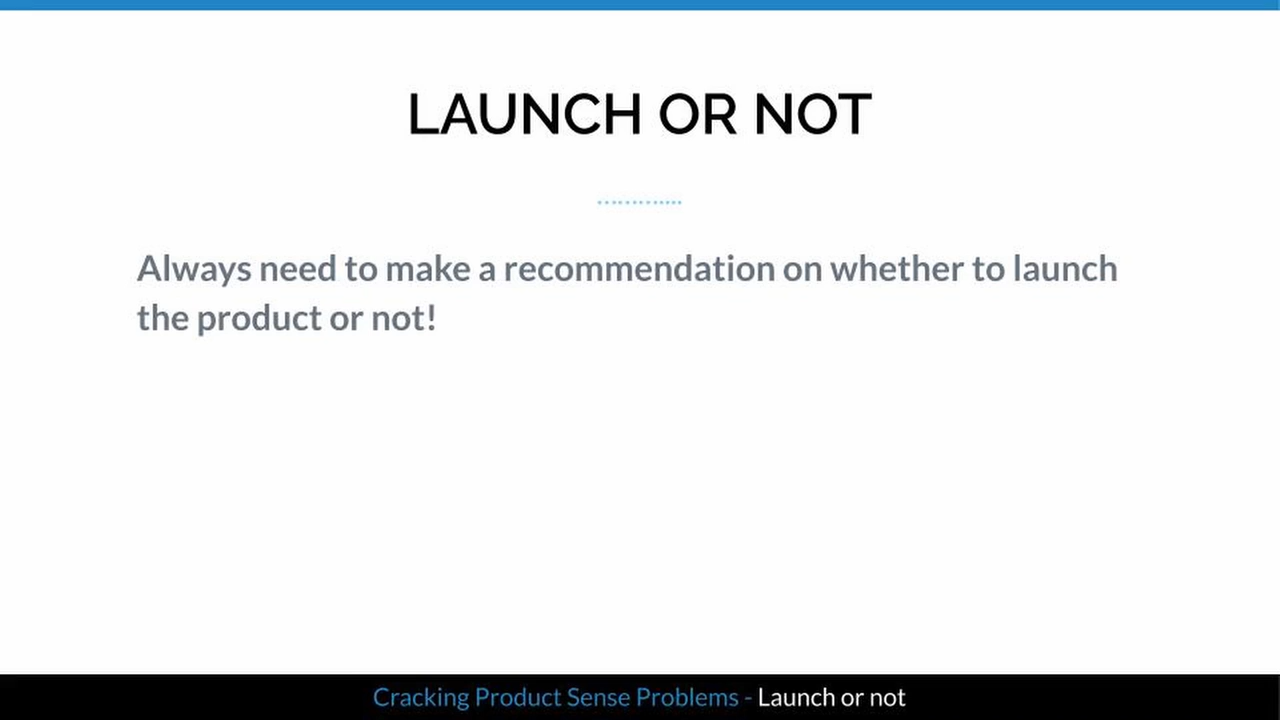 LAUNCH OR NOT
Always need to make a recommendation on whether to launch
the product or not!
Cracking Product Sense Problems - Launch or not